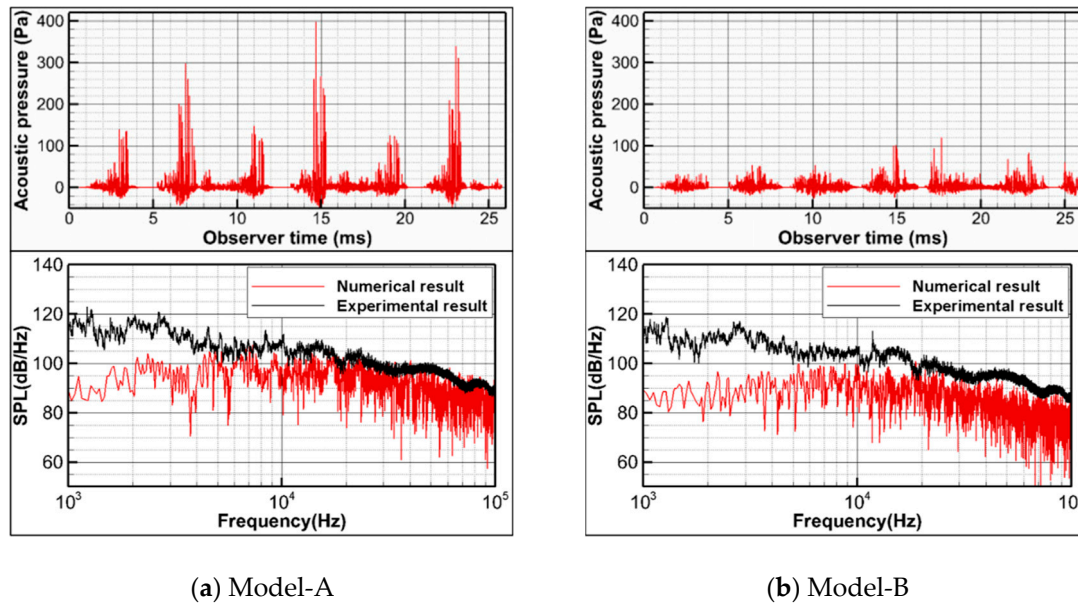 400
300
200
100
0
Acoustic pressure (Pa)
0 5 10 15 20 25
Observer time (ms)
400
300
200
100
0
Acoustic pressure (Pa)
0 5 10 15 20 25
Observer time (ms)
140
120
100
80
60
SPL(dB/Hz)
Numerical result
Experimental result
10³ 10⁴ 10⁵
Frequency(Hz)
140
120
100
80
60
SPL(dB/Hz)
Numerical result
Experimental result
10³ 10⁴ 10
Frequency(Hz)
(a) Model-A
(b) Model-B